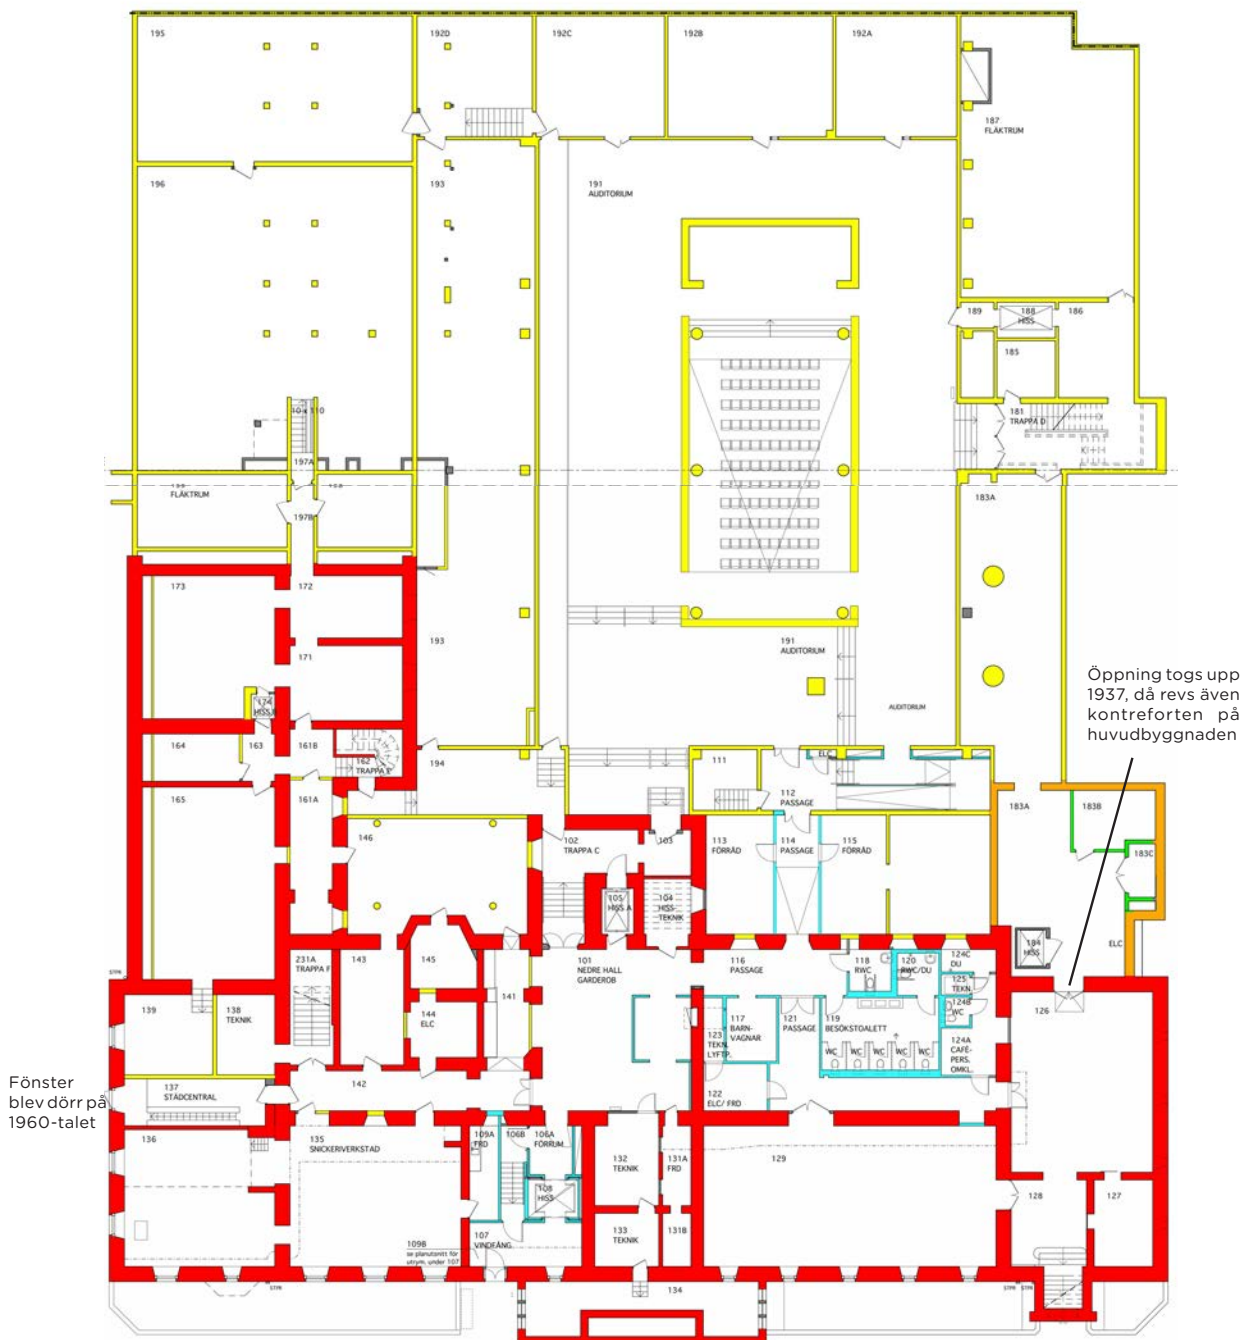 195
192D
192C
192B
192A
187
FLÄKTRUM
196
193
191
AUDITORIUM
189
188
HISS
186
185
181
TRAPPA D
197A
FLÄKTRUM
197B
183A
173
172
171
193
191
AUDITORIUM
AUDITORIUM
Öppning togs upp
1937, då revs även
kontreforten på
huvudbyggnaden
174
164
163
161B
162
194
111
ELC
112
PASSAGE
165
161A
146
102
TRAPPA C
103
113
FÖRRÅD
114
PASSAGE
115
FÖRRÅD
183A
183B
183C
105
HISS A
104
HISS-
TEKNIK
184
HISS
ELC
231A
TRAPPA F
143
145
141
101
NEDRE HALL
GARDEROB
116
PASSAGE
118
RWC
120
RWC/DU
124C
DU
125
TEKN.
124B
WC
126
139
138
TEKNIK
144
ELC
123
TEKN.
LYFTP.
117
BARN-
VAGNAR
121
PASSAGE
119
BESÖKSTOALETT
WC WC WC WC WC
124A
CAFÉ-
PERS.
OMKL.
Fönster
blev dörr på
1960-talet
137
STÄDCENTRAL
142
122
ELC/ FRD
136
135
SNICKERIVERKSTAD
109A
FRD
106B
106A
FÖRRUM
132
TEKNIK
131A
FRD
129
108
HISS
128
127
109B
se planutsnitt för
utrym. under 107
107
VINDFÅNG.
133
TEKNIK
131B
134